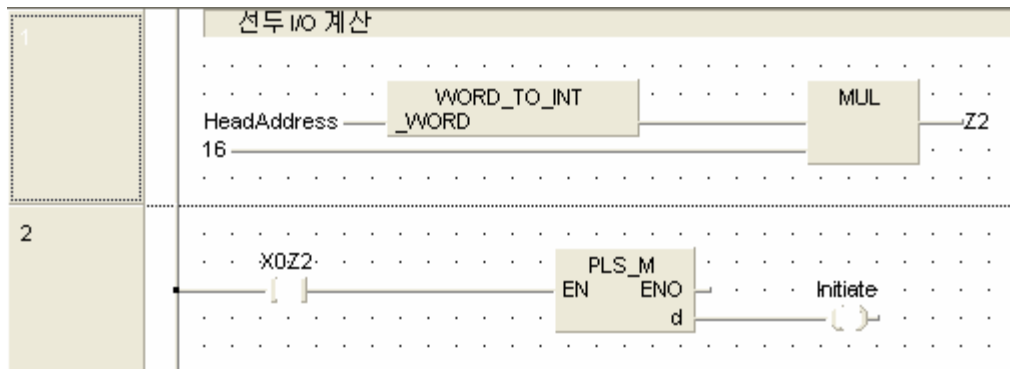 1
선두 I/O 계산
WORD_TO_INT
MUL
HeadAddress
_WORD
Z2
16
2
X0Z2
PLS_M
EN
ENO
Initiate
d